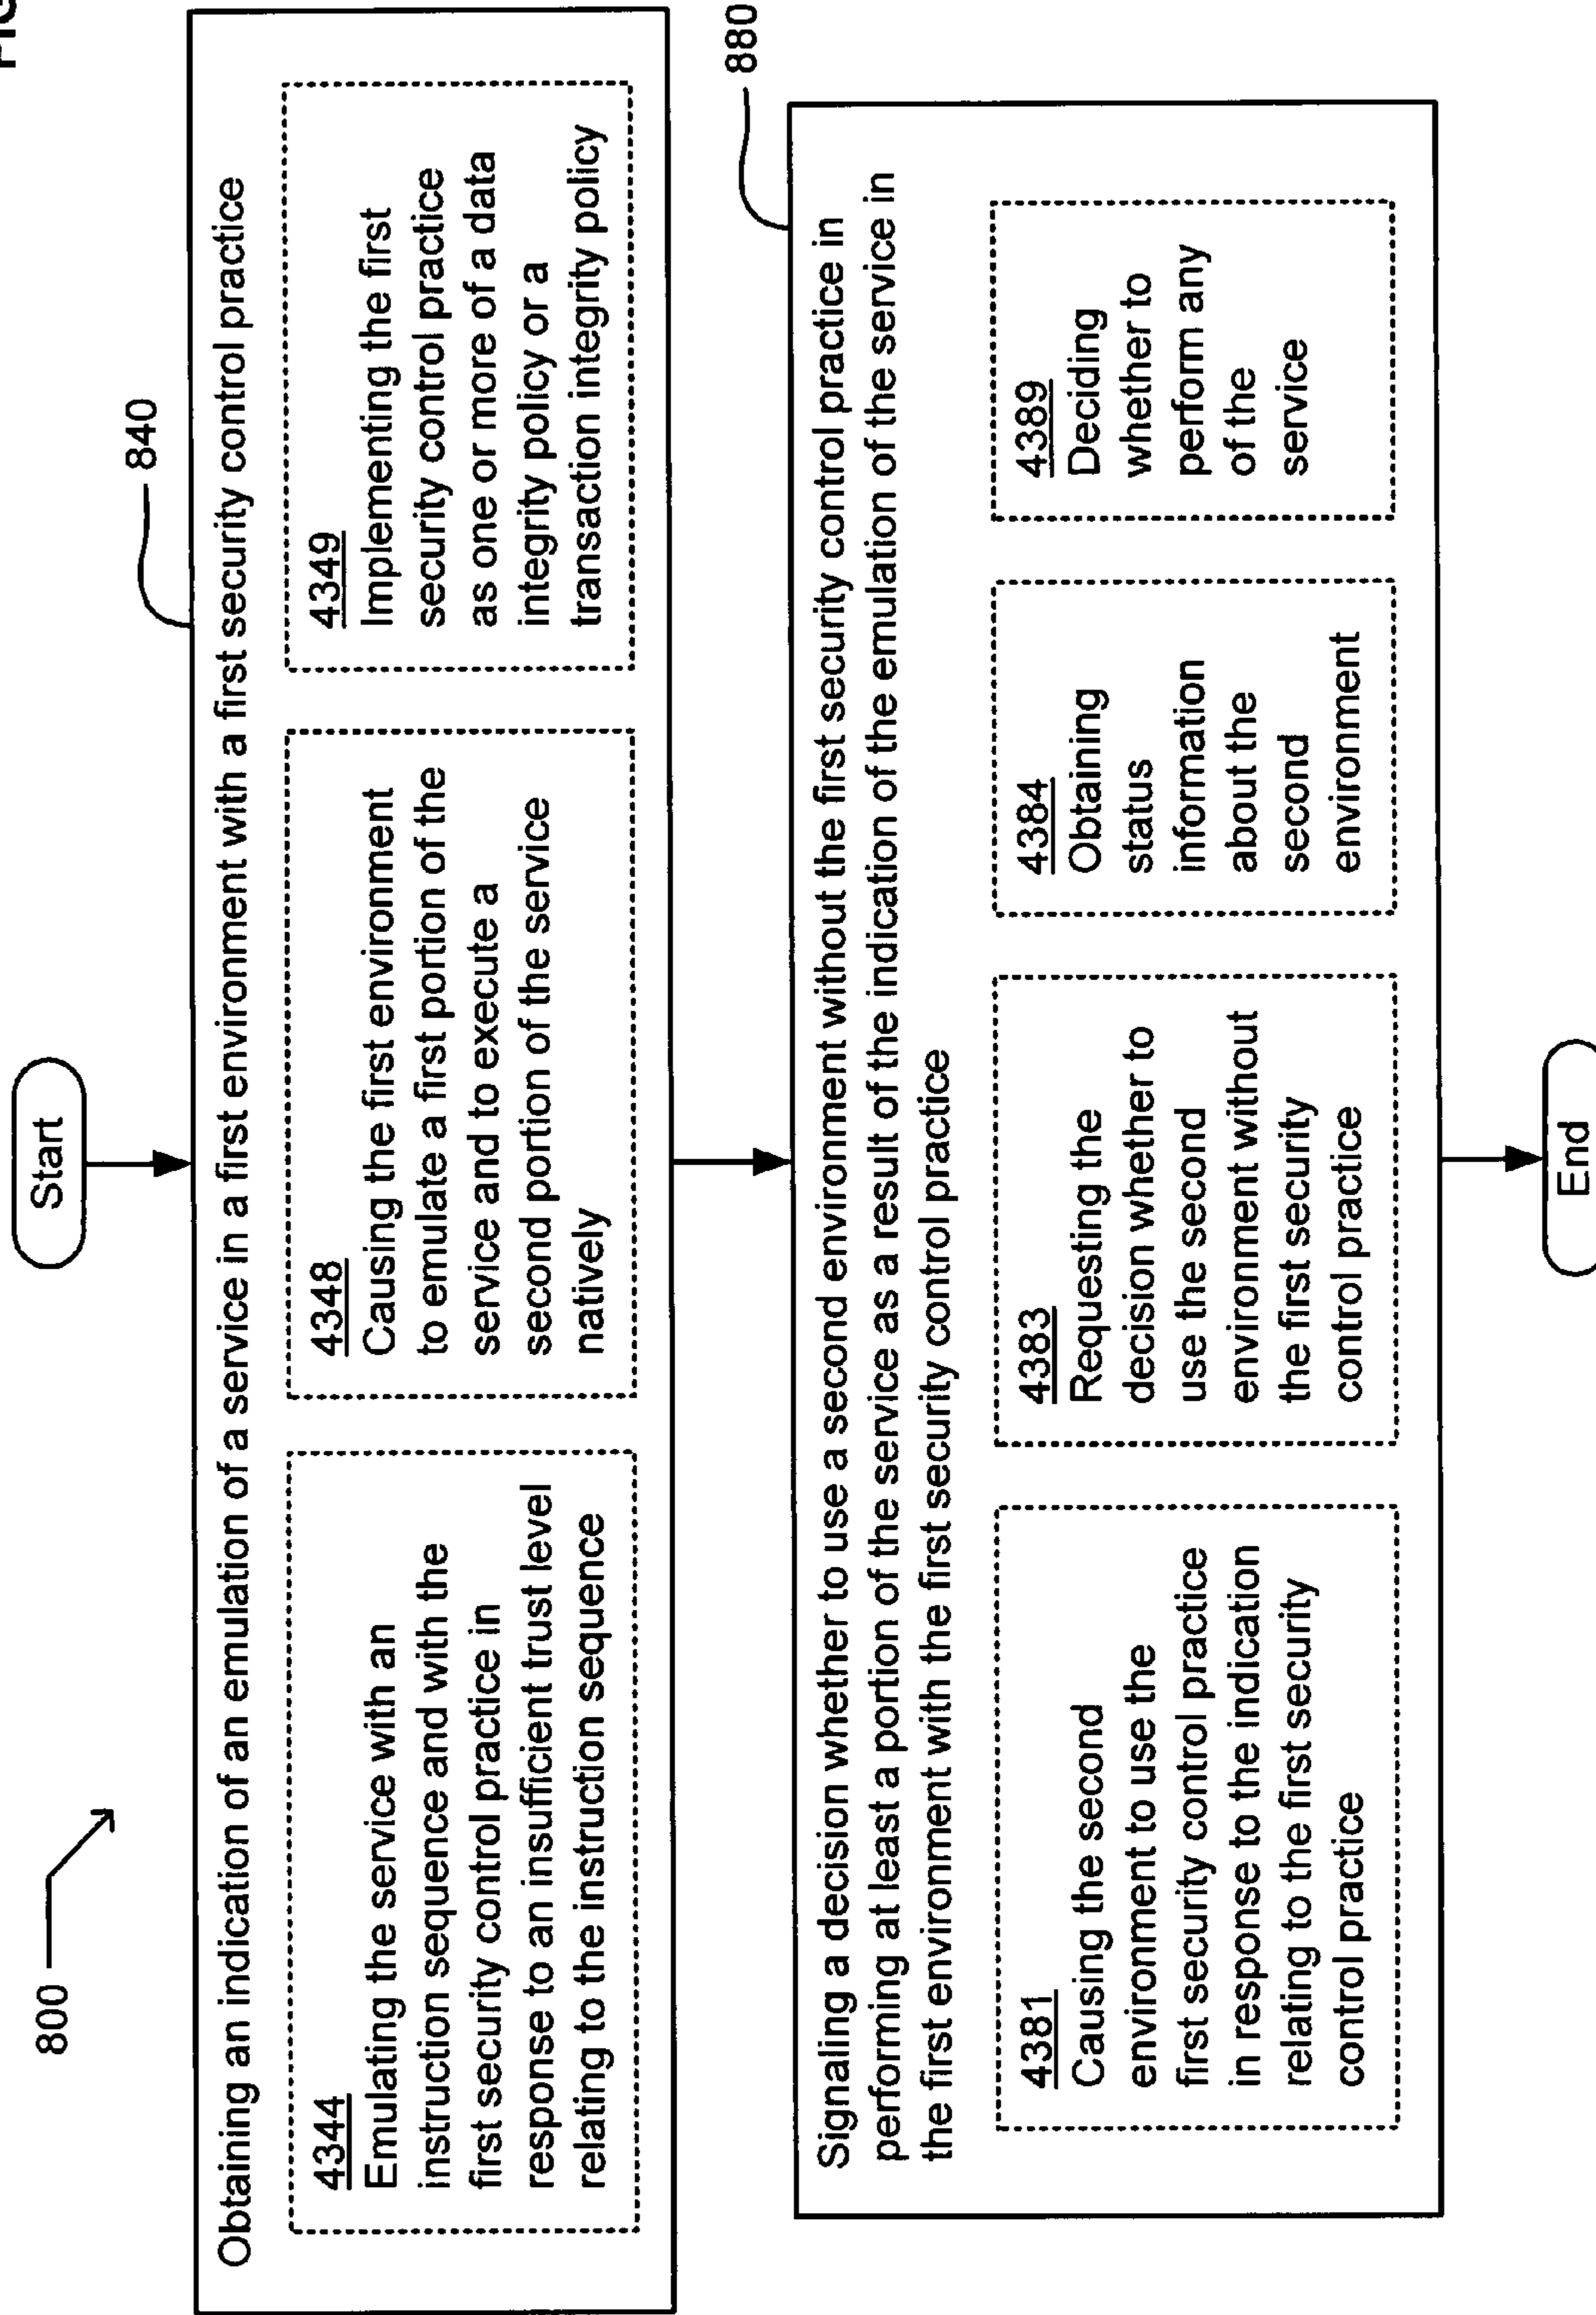 FIG
800
Start
840
Obtaining an indication of an emulation of a service in a first environment with a first security control practice
4344
Emulating the service with an
instruction sequence and with the
first security control practice in
response to an insufficient trust level
relating to the instruction sequence
4348
Causing the first environment
to emulate a first portion of the
service and to execute a
second portion of the service
natively
4349
Implementing the first
security control practice
as one or more of a data
integrity policy or a
transaction integrity policy
880
Signaling a decision whether to use a second environment without the first security control practice in
performing at least a portion of the service as a result of the indication of the emulation of the service in
the first environment with the first security control practice
4381
Causing the second
environment to use the
first security control practice
in response to the indication
relating to the first security
control practice
4383
Requesting the
decision whether to
use the second
environment without
the first security
control practice
4384
Obtaining
status
information
about the
second
environment
4389
Deciding
whether to
perform any
of the
service
End